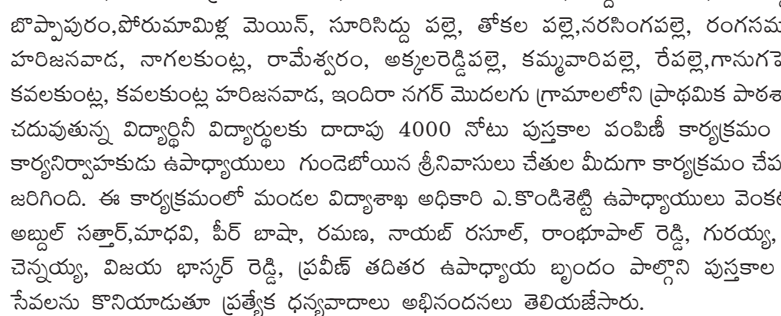 బొప్పాపురం,పోరుమామిళ్ల మెయిన్, సూరిసిద్దు పల్లె, తోకల పల్లె,నరసింగపల్లె,
హరిజనవాడ, నాగలకుంట్ల, రామేశ్వరం, అక్కలరెడ్డిపల్లె, కమ్మవారిపల్లె, రేపల్లె,
కవలకుంట్ల, కవలకుంట్ల హరిజనవాడ, ఇందిరా నగర్ మొదలగు గ్రామాలలోని ప్రాథమిక
చదువుతున్న విద్యార్థినీ విద్యార్థులకు దాదాపు 4000 నోటు పుస్తకాల పంపిణీ కార్యక్రమం
కార్యనిర్వాహకుడు ఉపాధ్యాయులు గుండెబోయిన శ్రీనివాసులు చేతుల మీదుగా కార్యక్రమం
జరిగింది. ఈ కార్యక్రమంలో మండల విద్యాశాఖ అధికారి ఎ.కొండిశెట్టి ఉపాధ్యాయులు
అబ్దుల్ సత్తార్,మాధవి, పీర్ బాషా, రమణ, నాయబ్ రసూల్, రాంభూపాల్ రెడ్డి, గురయ్య,
చెన్నయ్య, విజయ భాస్కర్ రెడ్డి, ప్రవీణ్ తదితర ఉపాధ్యాయ బృందం పాల్గొని పుస్తకాల
సేవలను కొనియాడుతూ ప్రత్యేక ధన్యవాదాలు అభినందనలు తెలియజేసారు.